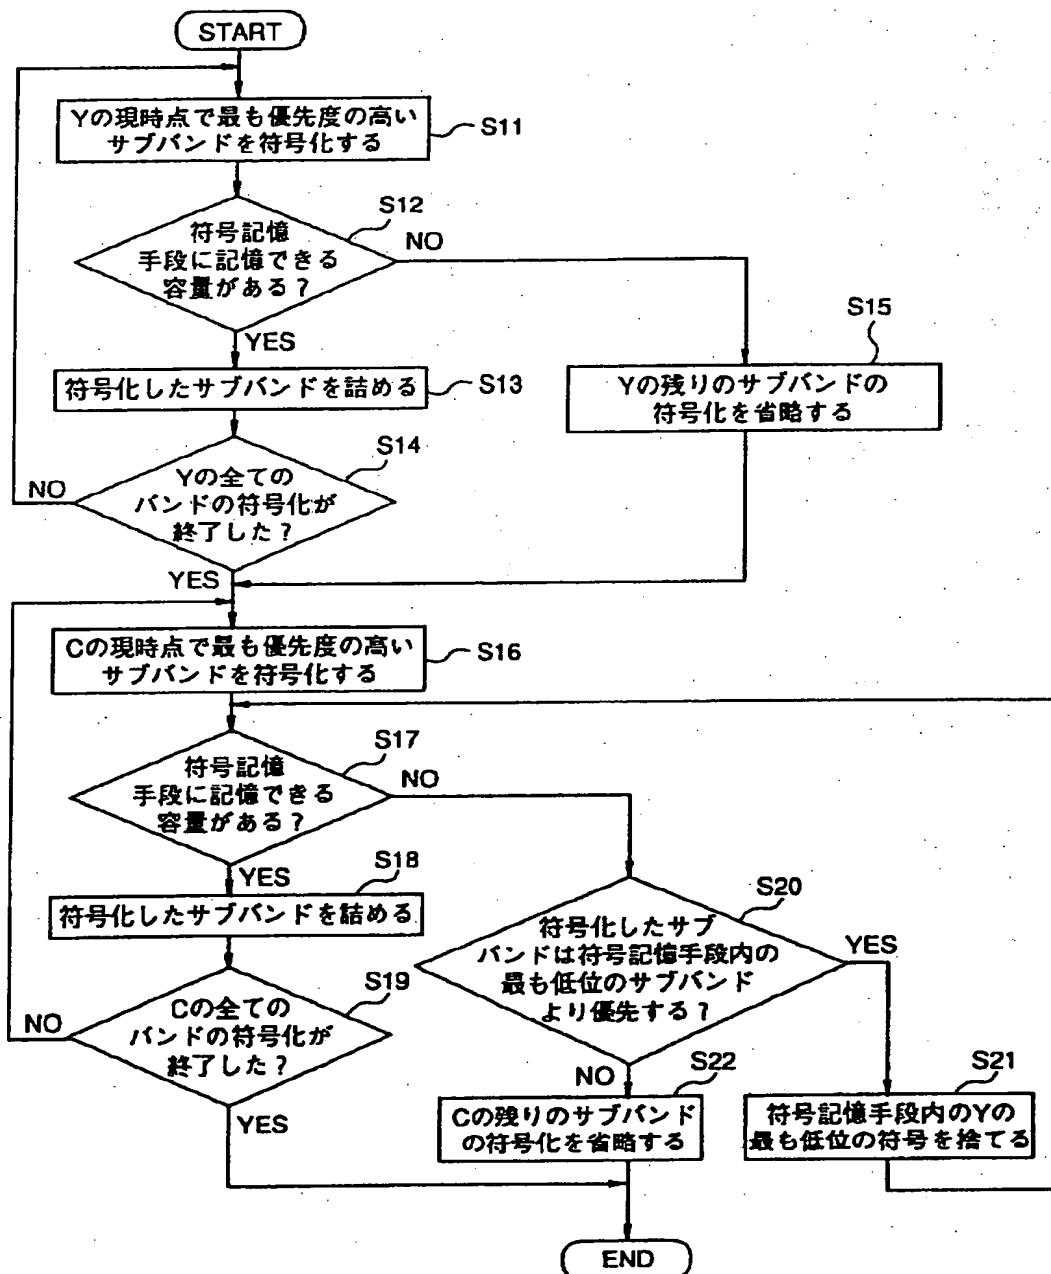 START
Yの現時点で最も優先度の高い
サブバンドを符号化する
S11
S12
符号記憶
手段に記憶できる
容量がある？
NO
YES
S15
符号化したサブバンドを詰める
S13
Yの残りのサブバンドの
符号化を省略する
S14
Yの全ての
バンドの符号化が
終了した？
NO
YES
Cの現時点で最も優先度の高い
サブバンドを符号化する
S16
S17
符号記憶
手段に記憶できる
容量がある？
NO
YES
S18
符号化したサブバンドを詰める
S20
符号化したサブ
バンドは符号記憶手段内の
最も低位のサブバンド
より優先する？
YES
S19
Cの全ての
バンドの符号化が
終了した？
NO
YES
NO
S22
Cの残りのサブバンド
の符号化を省略する
S21
符号記憶手段内のYの
最も低位の符号を捨てる
END